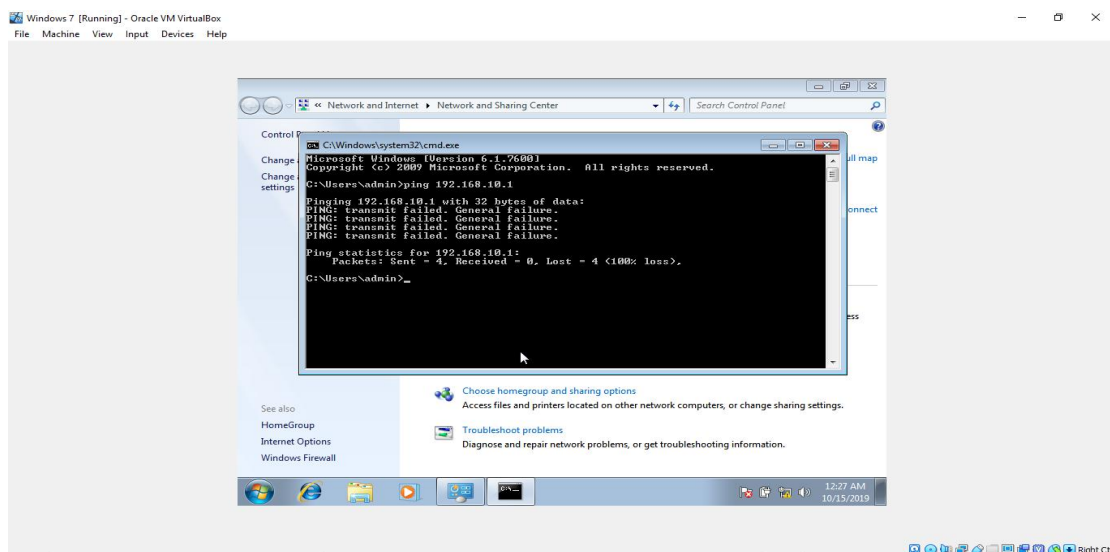 Windows 7 [Running] - Oracle VM VirtualBox
File Machine View Input Devices Help
« Network and Internet ▸ Network and Sharing Center
Search Control Panel
Control
C:\Windows\system32\cmd.exe
Microsoft Windows [Version 6.1.7600]
Copyright (c) 2009 Microsoft Corporation. All rights reserved.
C:\Users\admin>ping 192.168.10.1
Pinging 192.168.10.1 with 32 bytes of data:
PING: transmit failed. General failure.
PING: transmit failed. General failure.
PING: transmit failed. General failure.
PING: transmit failed. General failure.
Ping statistics for 192.168.10.1:
Packets: Sent = 4, Received = 0, Lost = 4 (100% loss),
C:\Users\admin>_
Change
Change
settings
ull map
onnect
ess
Choose homegroup and sharing options
Access files and printers located on other network computers, or change sharing settings.
Troubleshoot problems
Diagnose and repair network problems, or get troubleshooting information.
See also
HomeGroup
Internet Options
Windows Firewall
12:27 AM
10/15/2019
Right Ct